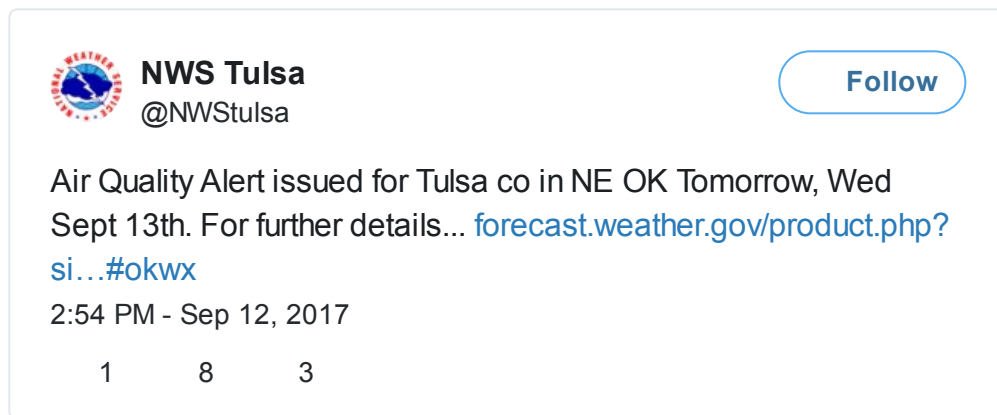 NWS Tulsa
@NWStulsa
Follow
Air Quality Alert issued for Tulsa co in NE OK Tomorrow, Wed
Sept 13th. For further details... forecast.weather.gov/product.php?
si…#okwx
2:54 PM - Sep 12, 2017
1 8 3